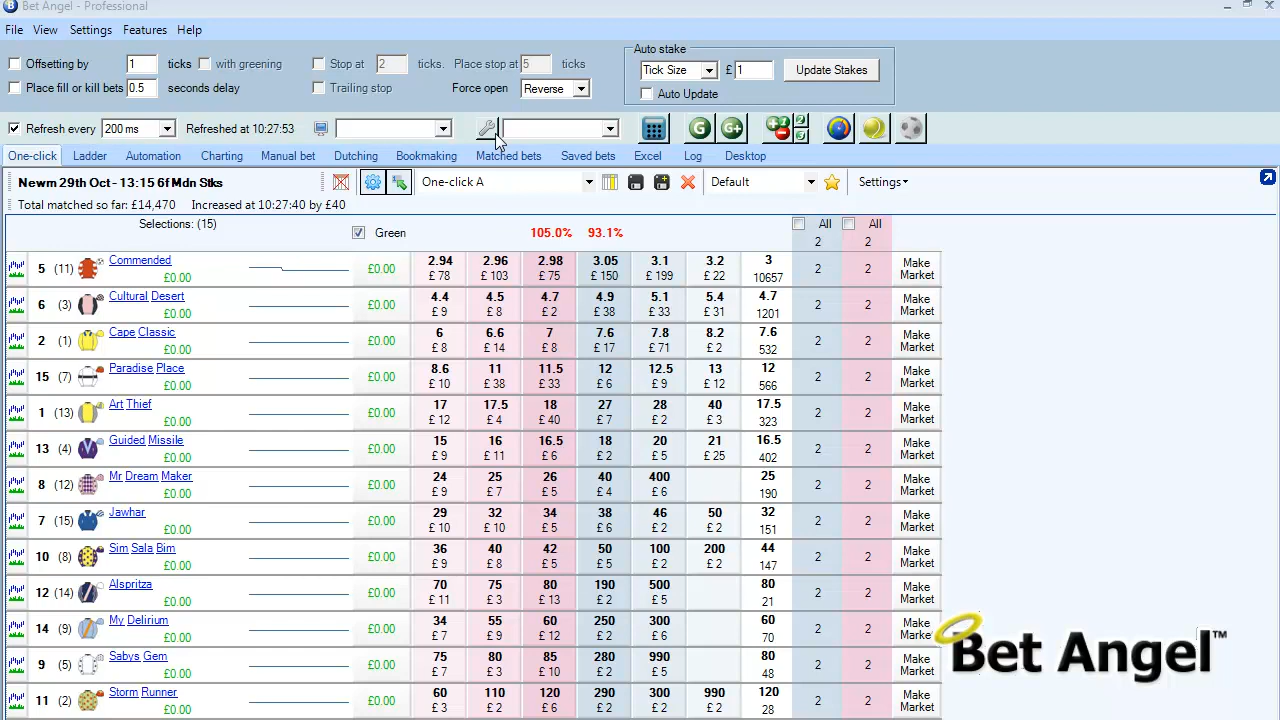 Bet Angel - Professional
File View Settings Features Help
Offsetting by 1 ticks with greening Stop at 2 ticks. Place stop at 5 ticks
Place fill or kill bets 0.5 seconds delay Trailing stop Force open Reverse
Auto stake
Tick Size £ 1 Update Stakes
Auto Update
Refresh every 200 ms Refreshed at 10:27:53 G G+
One-click Ladder Automation Charting Manual bet Dutching Bookmaking Matched bets Saved bets Excel Log Desktop
Newm 29th Oct - 13:15 6f Mdn Stks One-click A Default Settings
Total matched so far: £14,470 Increased at 10:27:40 by £40
Selections: (15) Green 105.0% 93.1% All All
2 2
5 (11) Commended £0.00 2.94 2.96 2.98 3.05 3.1 3.2 3 2 2 Make Market
£0.00 £ 78 £ 103 £ 75 £ 150 £ 199 £ 22 10657
6 (3) Cultural Desert £0.00 4.4 4.5 4.7 4.9 5.1 5.4 4.7 2 2 Make Market
£0.00 £ 9 £ 8 £ 2 £ 38 £ 33 £ 31 1201
2 (1) Cape Classic £0.00 6 6.6 7 7.6 7.8 8.2 7.6 2 2 Make Market
£0.00 £ 8 £ 14 £ 8 £ 17 £ 71 £ 2 532
15 (7) Paradise Place £0.00 8.6 11 11.5 12 12.5 13 12 2 2 Make Market
£0.00 £ 10 £ 38 £ 33 £ 6 £ 9 £ 12 566
1 (13) Art Thief £0.00 17 17.5 18 27 28 40 17.5 2 2 Make Market
£0.00 £ 12 £ 4 £ 40 £ 7 £ 2 £ 3 323
13 (4) Guided Missile £0.00 15 16 16.5 18 20 21 16.5 2 2 Make Market
£0.00 £ 9 £ 11 £ 6 £ 2 £ 5 £ 25 402
8 (12) Mr Dream Maker £0.00 24 25 26 40 400 25 2 2 Make Market
£0.00 £ 9 £ 7 £ 5 £ 4 £ 6 190
7 (15) Jawhar £0.00 29 32 34 38 46 50 32 2 2 Make Market
£0.00 £ 10 £ 10 £ 5 £ 6 £ 2 £ 2 151
10 (8) Sim Sala Bim £0.00 36 40 42 50 100 200 44 2 2 Make Market
£0.00 £ 9 £ 8 £ 5 £ 5 £ 2 £ 2 147
12 (14) Alspritza £0.00 70 75 80 190 500 80 2 2 Make Market
£0.00 £ 11 £ 3 £ 13 £ 2 £ 5 21
14 (9) My Delirium £0.00 34 55 60 250 300 60 2 2 Make Market
£0.00 £ 7 £ 9 £ 12 £ 2 £ 6 70
9 (5) Sabys Gem £0.00 75 80 85 280 990 80 2 2 Make Market
£0.00 £ 7 £ 3 £ 10 £ 2 £ 5 48
11 (2) Storm Runner £0.00 60 110 120 290 300 990 120 2 2 Make Market
£0.00 £ 3 £ 2 £ 6 £ 2 £ 2 £ 2 28
Bet Angel™